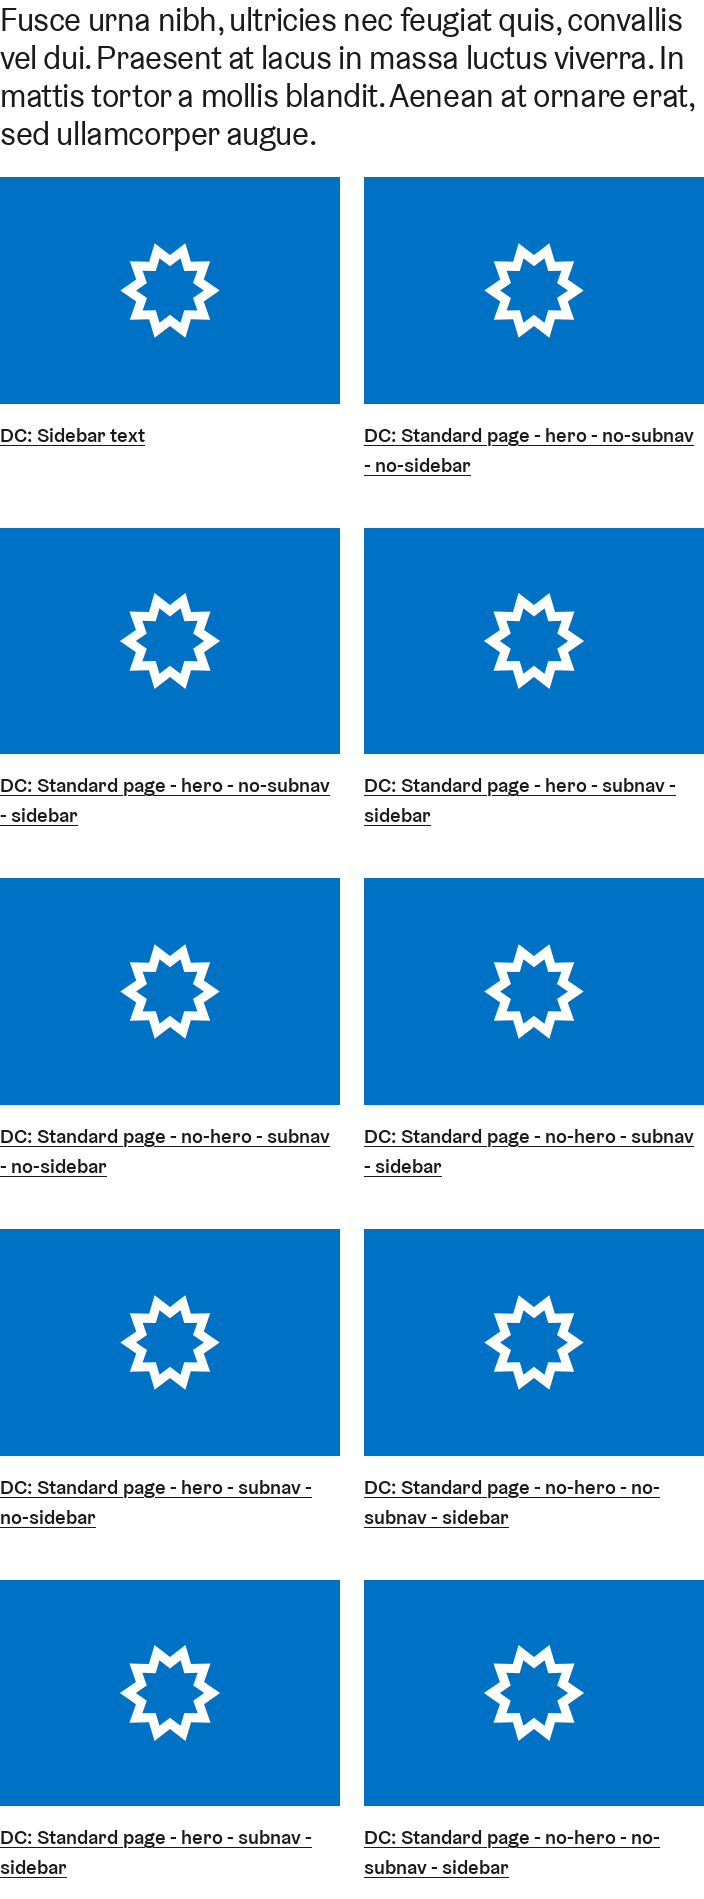 Fusce urna nibh, ultricies nec feugiat quis, convallis
vel dui. Praesent at lacus in massa luctus viverra. In
mattis tortor a mollis blandit. Aenean at ornare erat,
sed ullamcorper augue.
DC: Sidebar text
DC: Standard page - hero - no-subnav
- no-sidebar
DC: Standard page - hero - no-subnav
- sidebar
DC: Standard page - hero - subnav -
sidebar
DC: Standard page - no-hero - subnav
- no-sidebar
DC: Standard page - no-hero - subnav
- sidebar
DC: Standard page - hero - subnav -
no-sidebar
DC: Standard page - no-hero - no-
subnav - sidebar
DC: Standard page - hero - subnav -
sidebar
DC: Standard page - no-hero - no-
subnav - sidebar